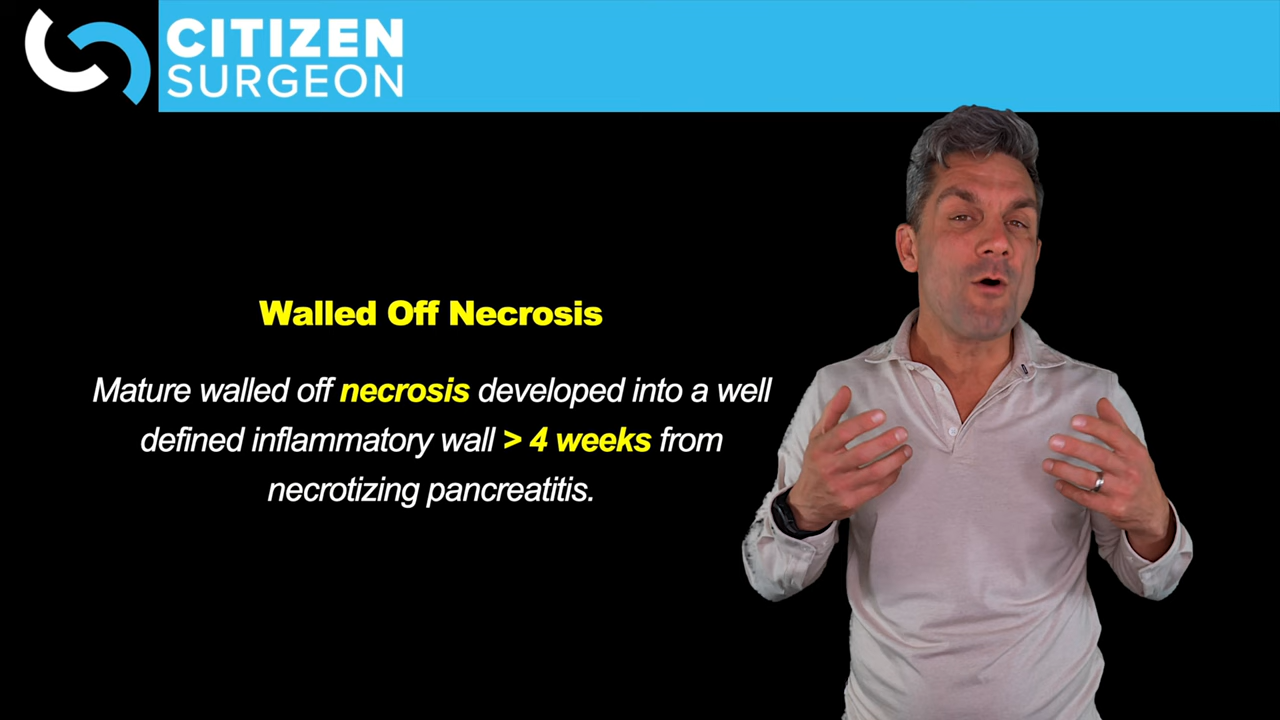 CITIZEN
SURGEON
Walled Off Necrosis
Mature walled off necrosis developed into a well
defined inflammatory wall > 4 weeks from
necrotizing pancreatitis.